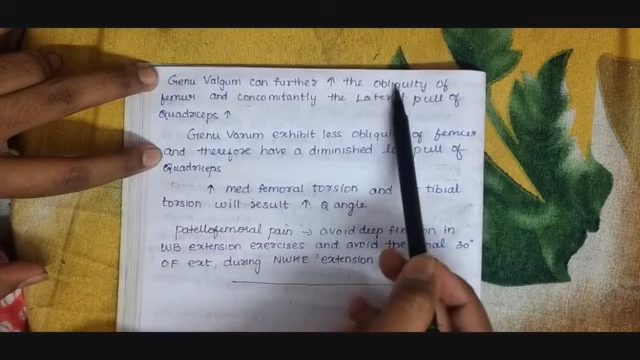 Genu Valgum can further ↑ the obliquity of
femur and concomitantly the Lateral pull of
Quadriceps ↑
Genu Varum exhibit less obliquity of femur
and therefore have a diminished pull of
Quadriceps
↑ med femoral torsion and tibial
torsion will result ↑ Q angle
patellofemoral pain → avoid deep flexion in
WB extension exercises and avoid the 30°
OF ext, during extension